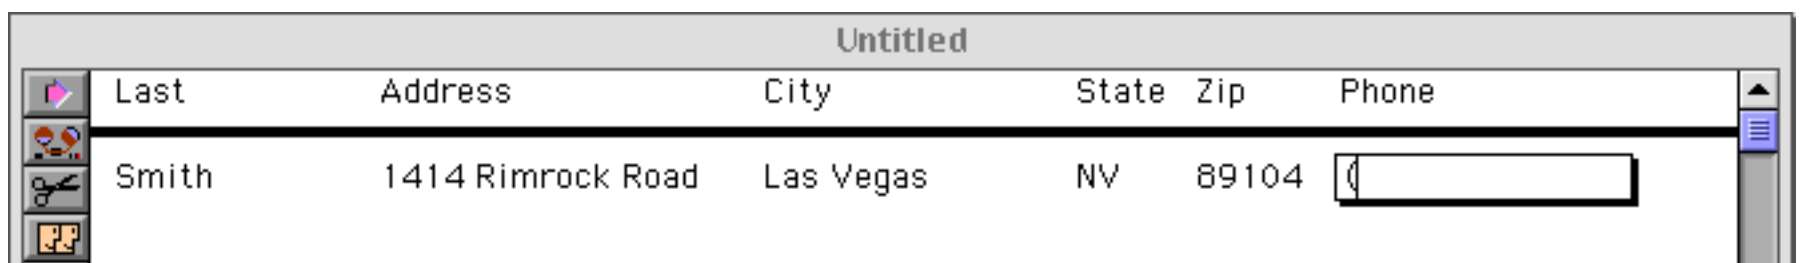 Untitled
Last Address City State Zip Phone
Smith 1414 Rimrock Road Las Vegas NV 89104 (